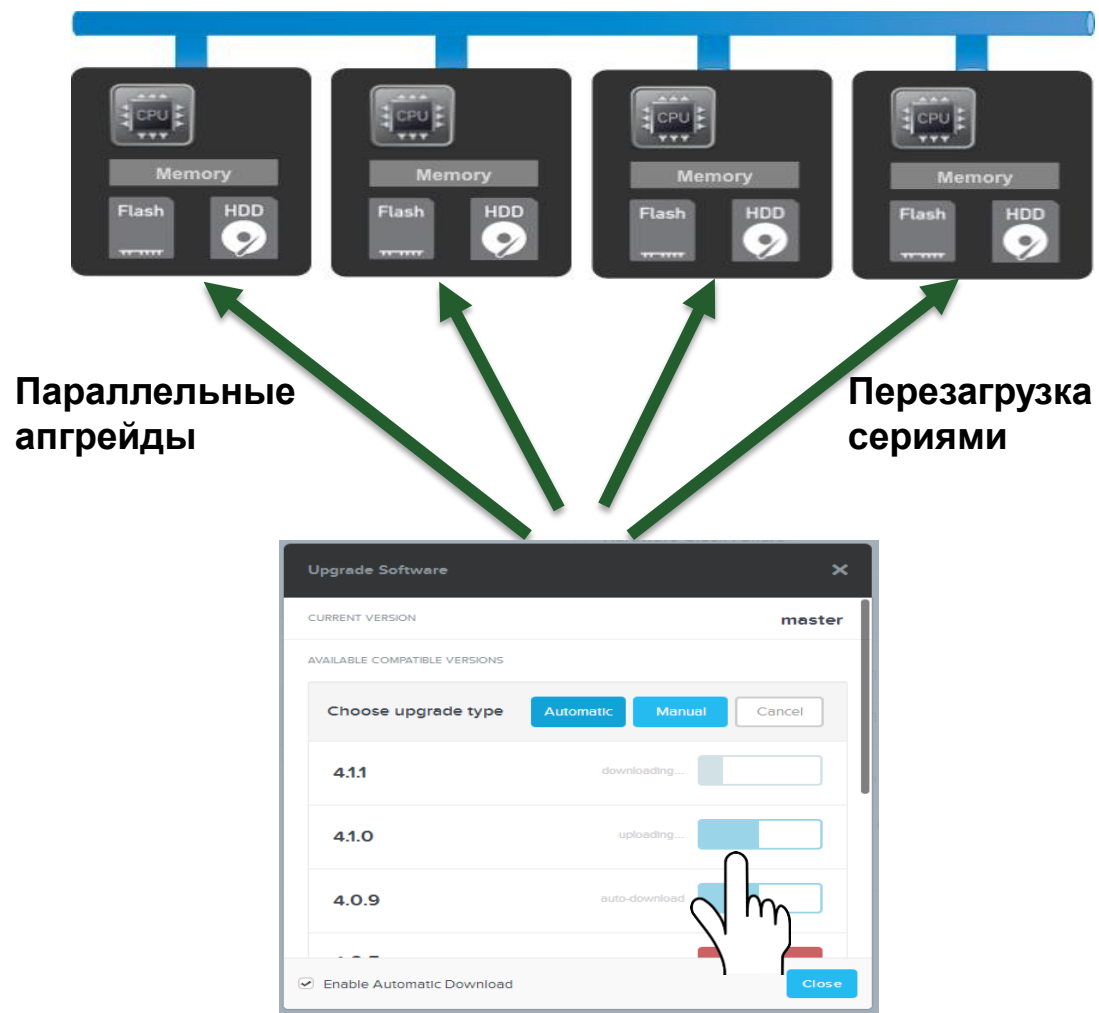 CPU CPU CPU CPU
Memory Memory Memory Memory
Flash HDD Flash HDD Flash HDD Flash HDD
Параллельные
апгрейды
Перезагрузка
сериями
Upgrade Software
CURRENT VERSION master
AVAILABLE COMPATIBLE VERSIONS
Choose upgrade type Automatic Manual Cancel
4.1.1 downloading...
4.1.0 uploading...
4.0.9 auto-download
Enable Automatic Download Close